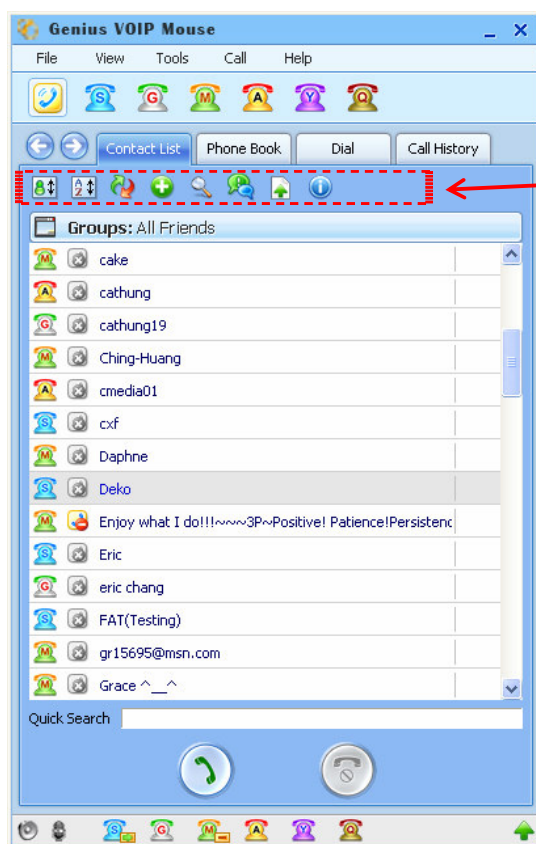 Genius VOIP Mouse
File View Tools Call Help
S G M A Y Q
Contact List Phone Book Dial Call History
8 A Z
Groups: All Friends
M cake
A cathung
G cathung19
M Ching-Huang
A cmedia01
S cxf
M Daphne
S Deko
M Enjoy what I do!!!~~~3P~Positive! Patience!Persistenc
S Eric
G eric chang
S FAT(Testing)
M gr15695@msn.com
M Grace ^__^
Quick Search
S G M A Y Q